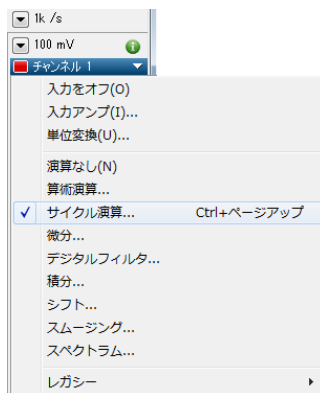 1k /s
100 mV
チャンネル 1
入力をオフ(O)
入力アンプ(I)...
単位変換(U)...
演算なし(N)
算術演算...
サイクル演算... Ctrl+ページアップ
微分...
デジタルフィルタ...
積分...
シフト...
スムージング...
スペクトラム...
レガシー